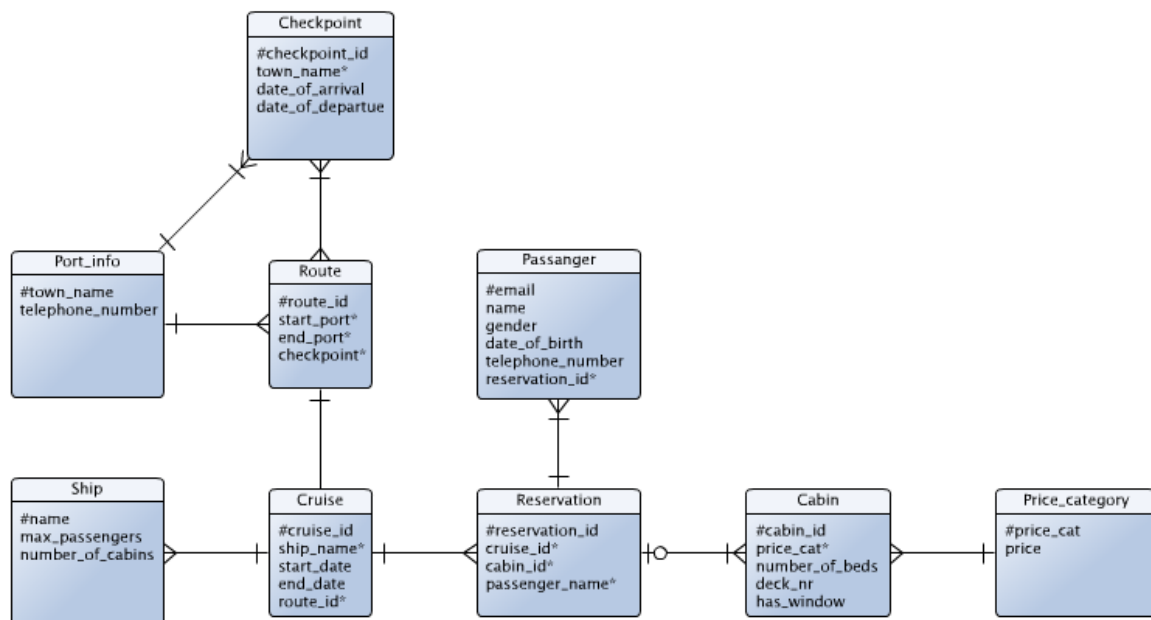 Checkpoint
#checkpoint_id
town_name*
date_of_arrival
date_of_departue
Port_info
#town_name
telephone_number
Route
#route_id
start_port*
end_port*
checkpoint*
Passanger
#email
name
gender
date_of_birth
telephone_number
reservation_id*
Ship
#name
max_passengers
number_of_cabins
Cruise
#cruise_id
ship_name*
start_date
end_date
route_id*
Reservation
#reservation_id
cruise_id*
cabin_id*
passenger_name*
Cabin
#cabin_id
price_cat*
number_of_beds
deck_nr
has_window
Price_category
#price_cat
price